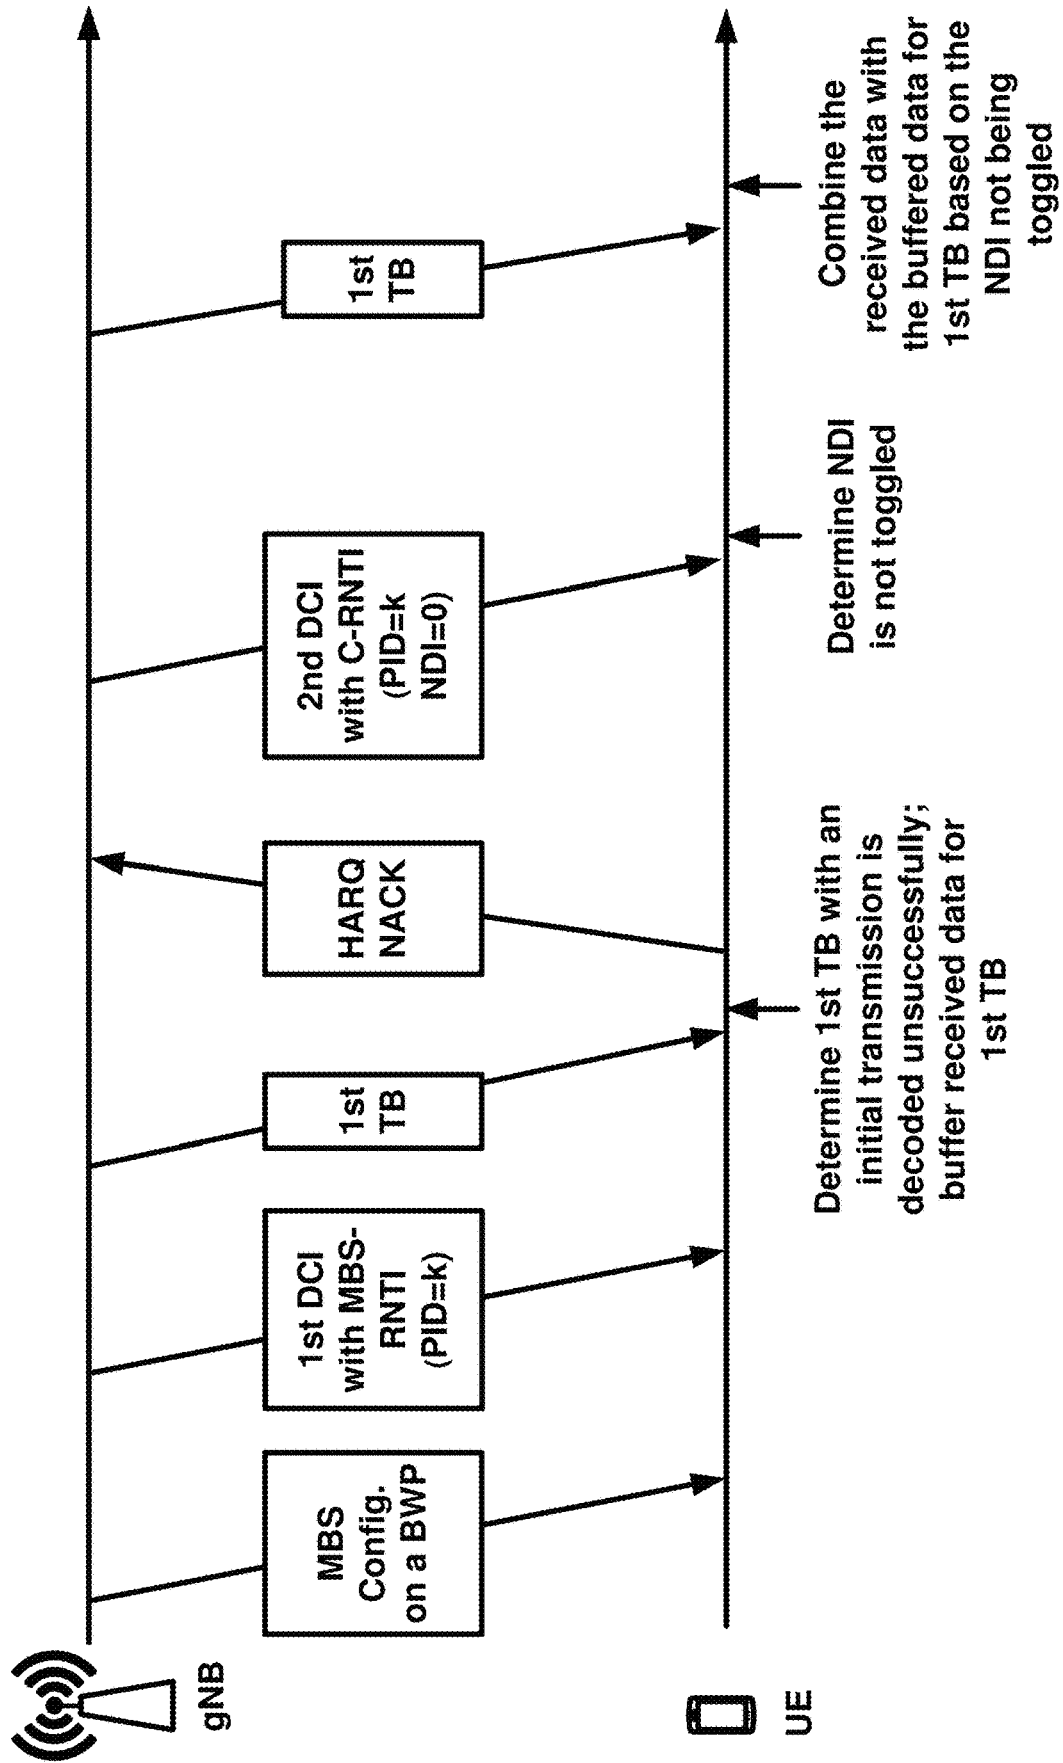 gNB
UE
MBS
Config.
on a BWP
1st DCI
with MBS-
RNTI
(PID=k)
1st
TB
Determine 1st TB with an
initial transmission is
decoded unsuccessfully;
buffer received data for
1st TB
HARQ
NACK
2nd DCI
with C-RNTI
(PID=k
NDI=0)
Determine NDI
is not toggled
1st
TB
Combine the
received data with
the buffered data for
1st TB based on the
NDI not being
toggled